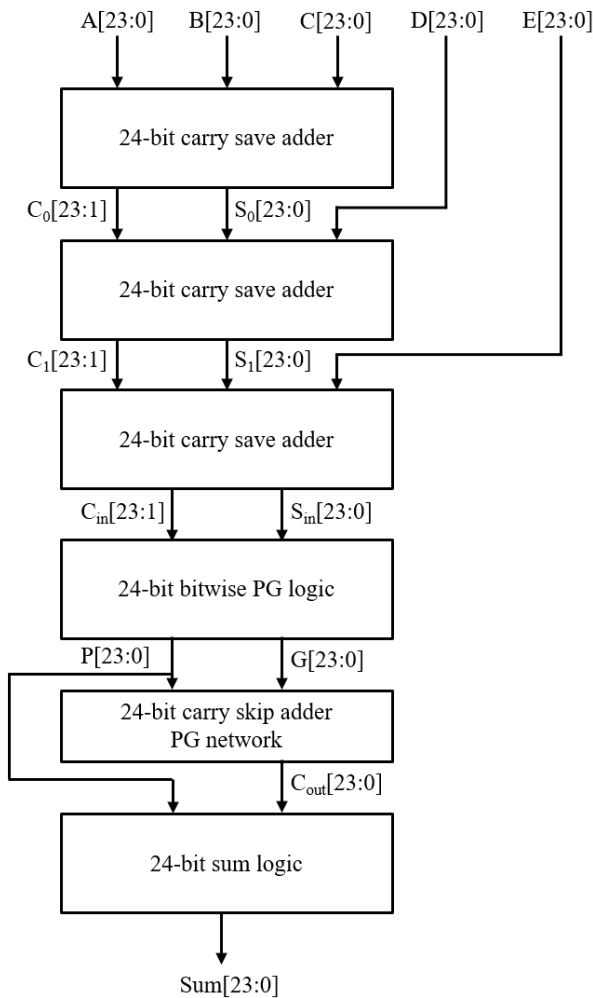 A[23:0] B[23:0] C[23:0] D[23:0] E[23:0]
24-bit carry save adder
C₀[23:1] S₀[23:0]
24-bit carry save adder
C₁[23:1] S₁[23:0]
24-bit carry save adder
Cᵢₙ[23:1] Sᵢₙ[23:0]
24-bit bitwise PG logic
P[23:0] G[23:0]
24-bit carry skip adder
PG network
Cₒᵤₜ[23:0]
24-bit sum logic
Sum[23:0]